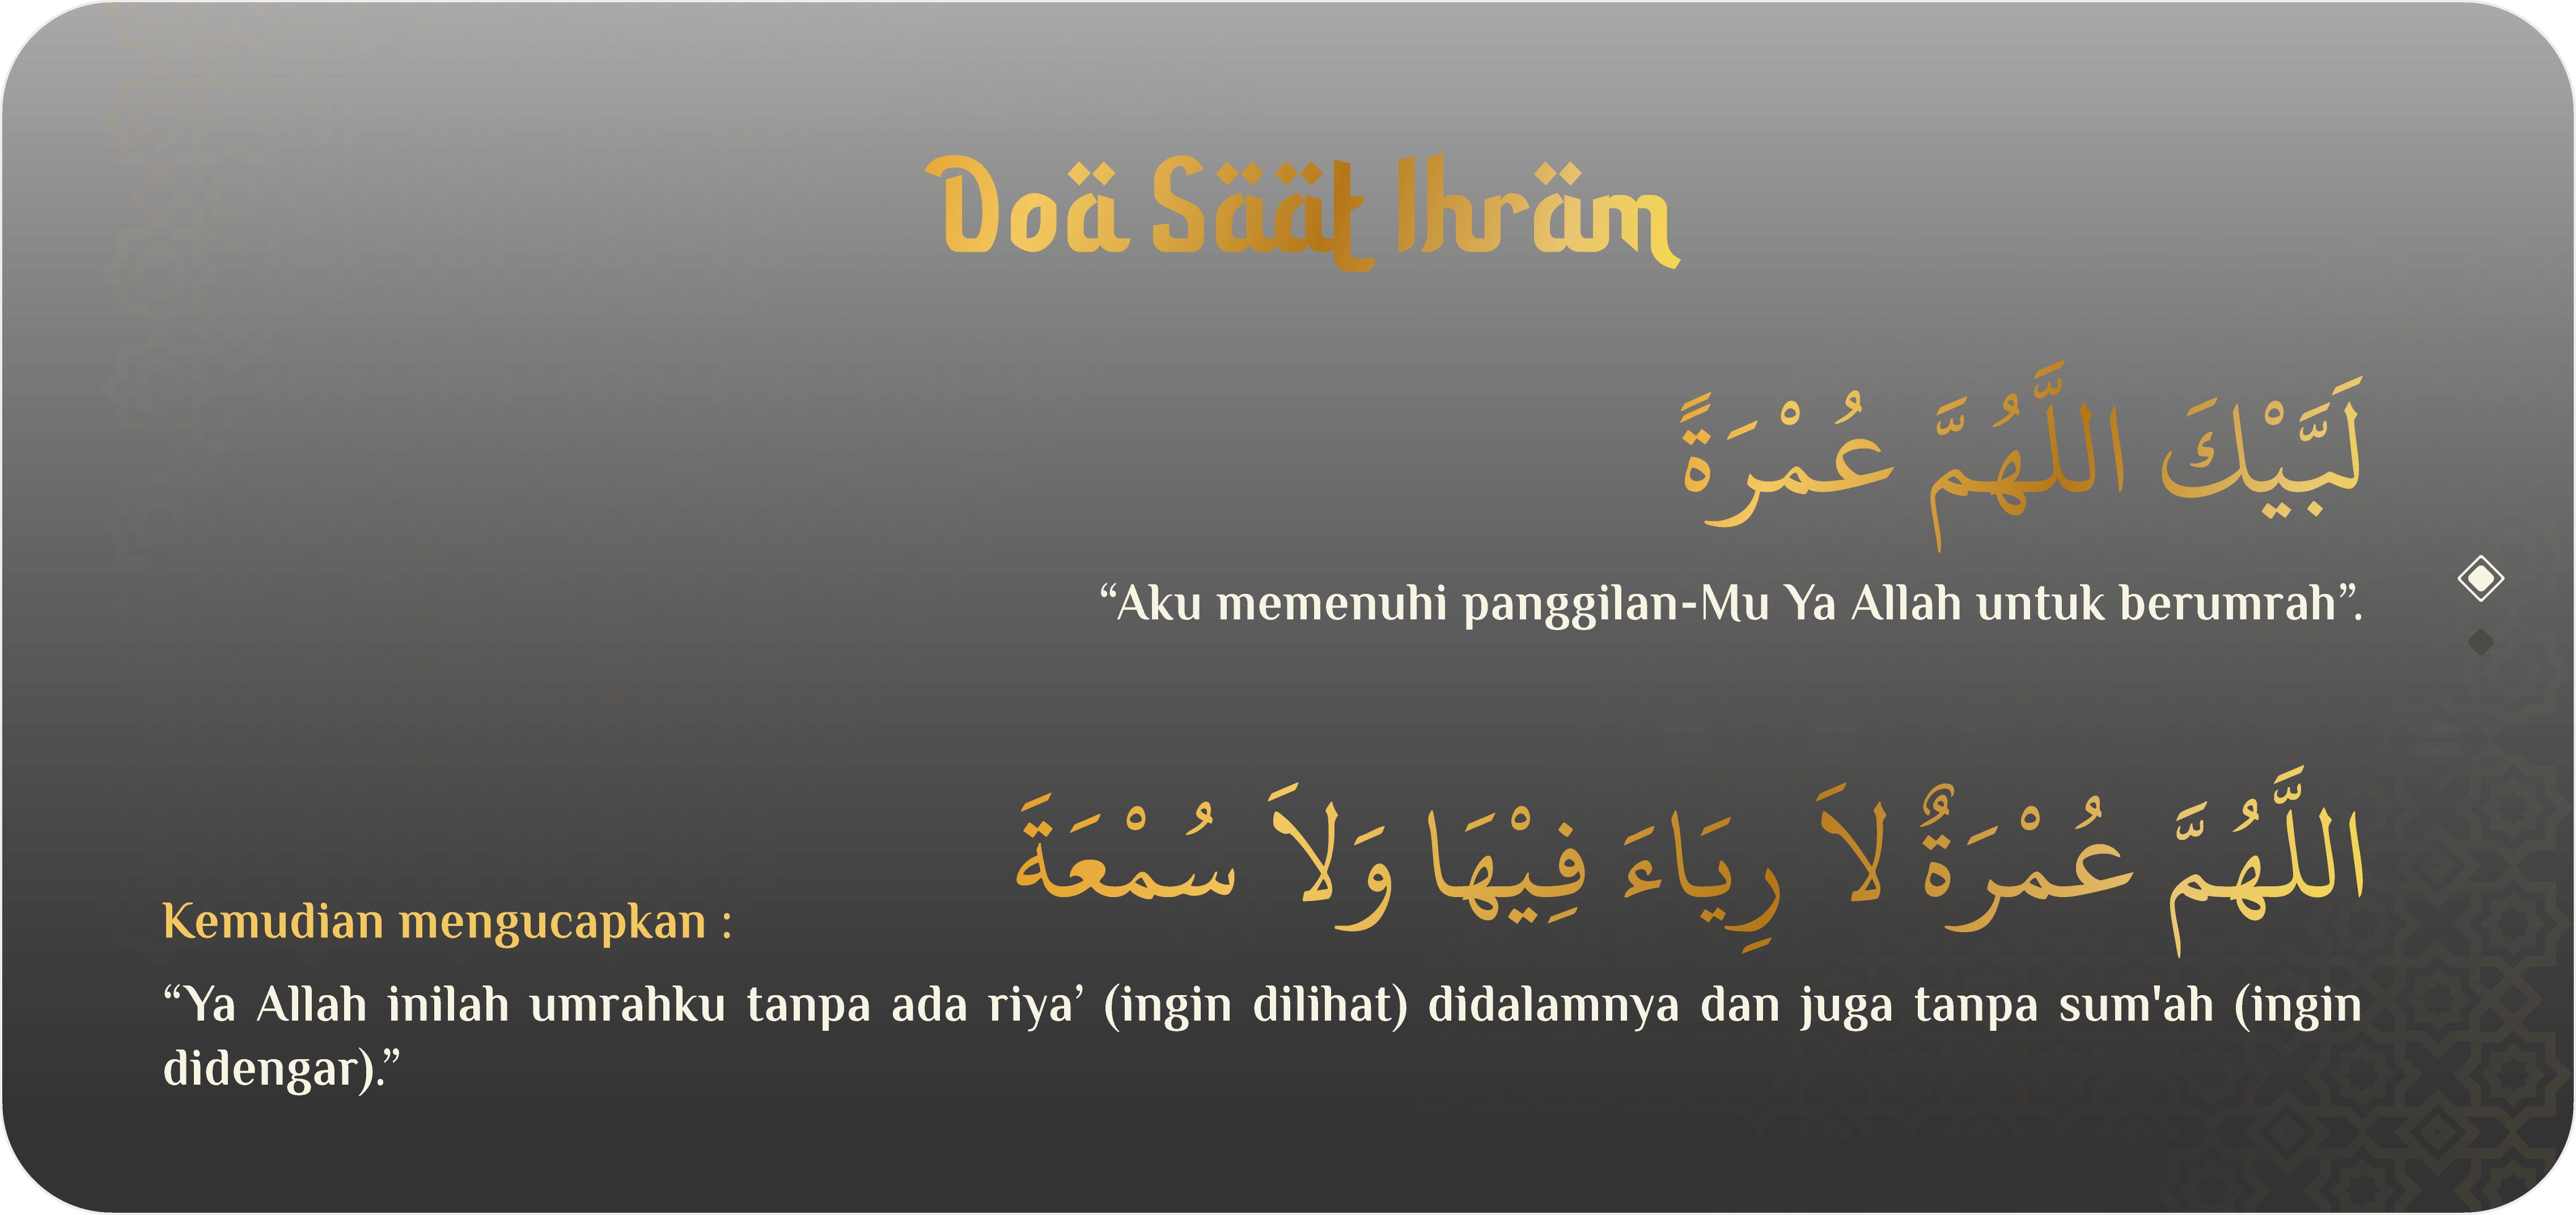 Doä Säät Ihräm
لَبَّيْكَ اللَّهُمَّ عُمْرَةً
“Aku memenuhi panggilan-Mu Ya Allah untuk berumrah”.
Kemudian mengucapkan :
اللَّهُمَّ عُمْرَةٌ لاَ رِيَاءَ فِيْهَا وَلاَ سُمْعَةَ
“Ya Allah inilah umrahku tanpa ada riya’ (ingin dilihat) didalamnya dan juga tanpa sum'ah (ingin
didengar).”